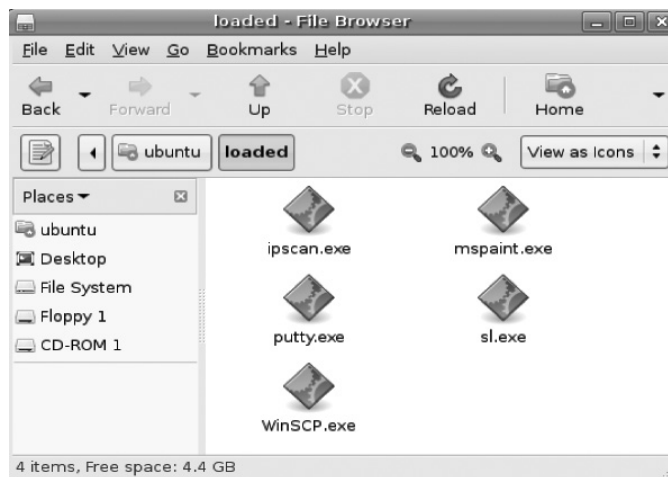 loaded - File Browser
File Edit View Go Bookmarks Help
Back Forward Up Stop Reload Home
ubuntu loaded 100% View as Icons
Places
ubuntu
Desktop
File System
Floppy 1
CD-ROM 1
ipscan.exe mspaint.exe
putty.exe sl.exe
WinSCP.exe
4 items, Free space: 4.4 GB